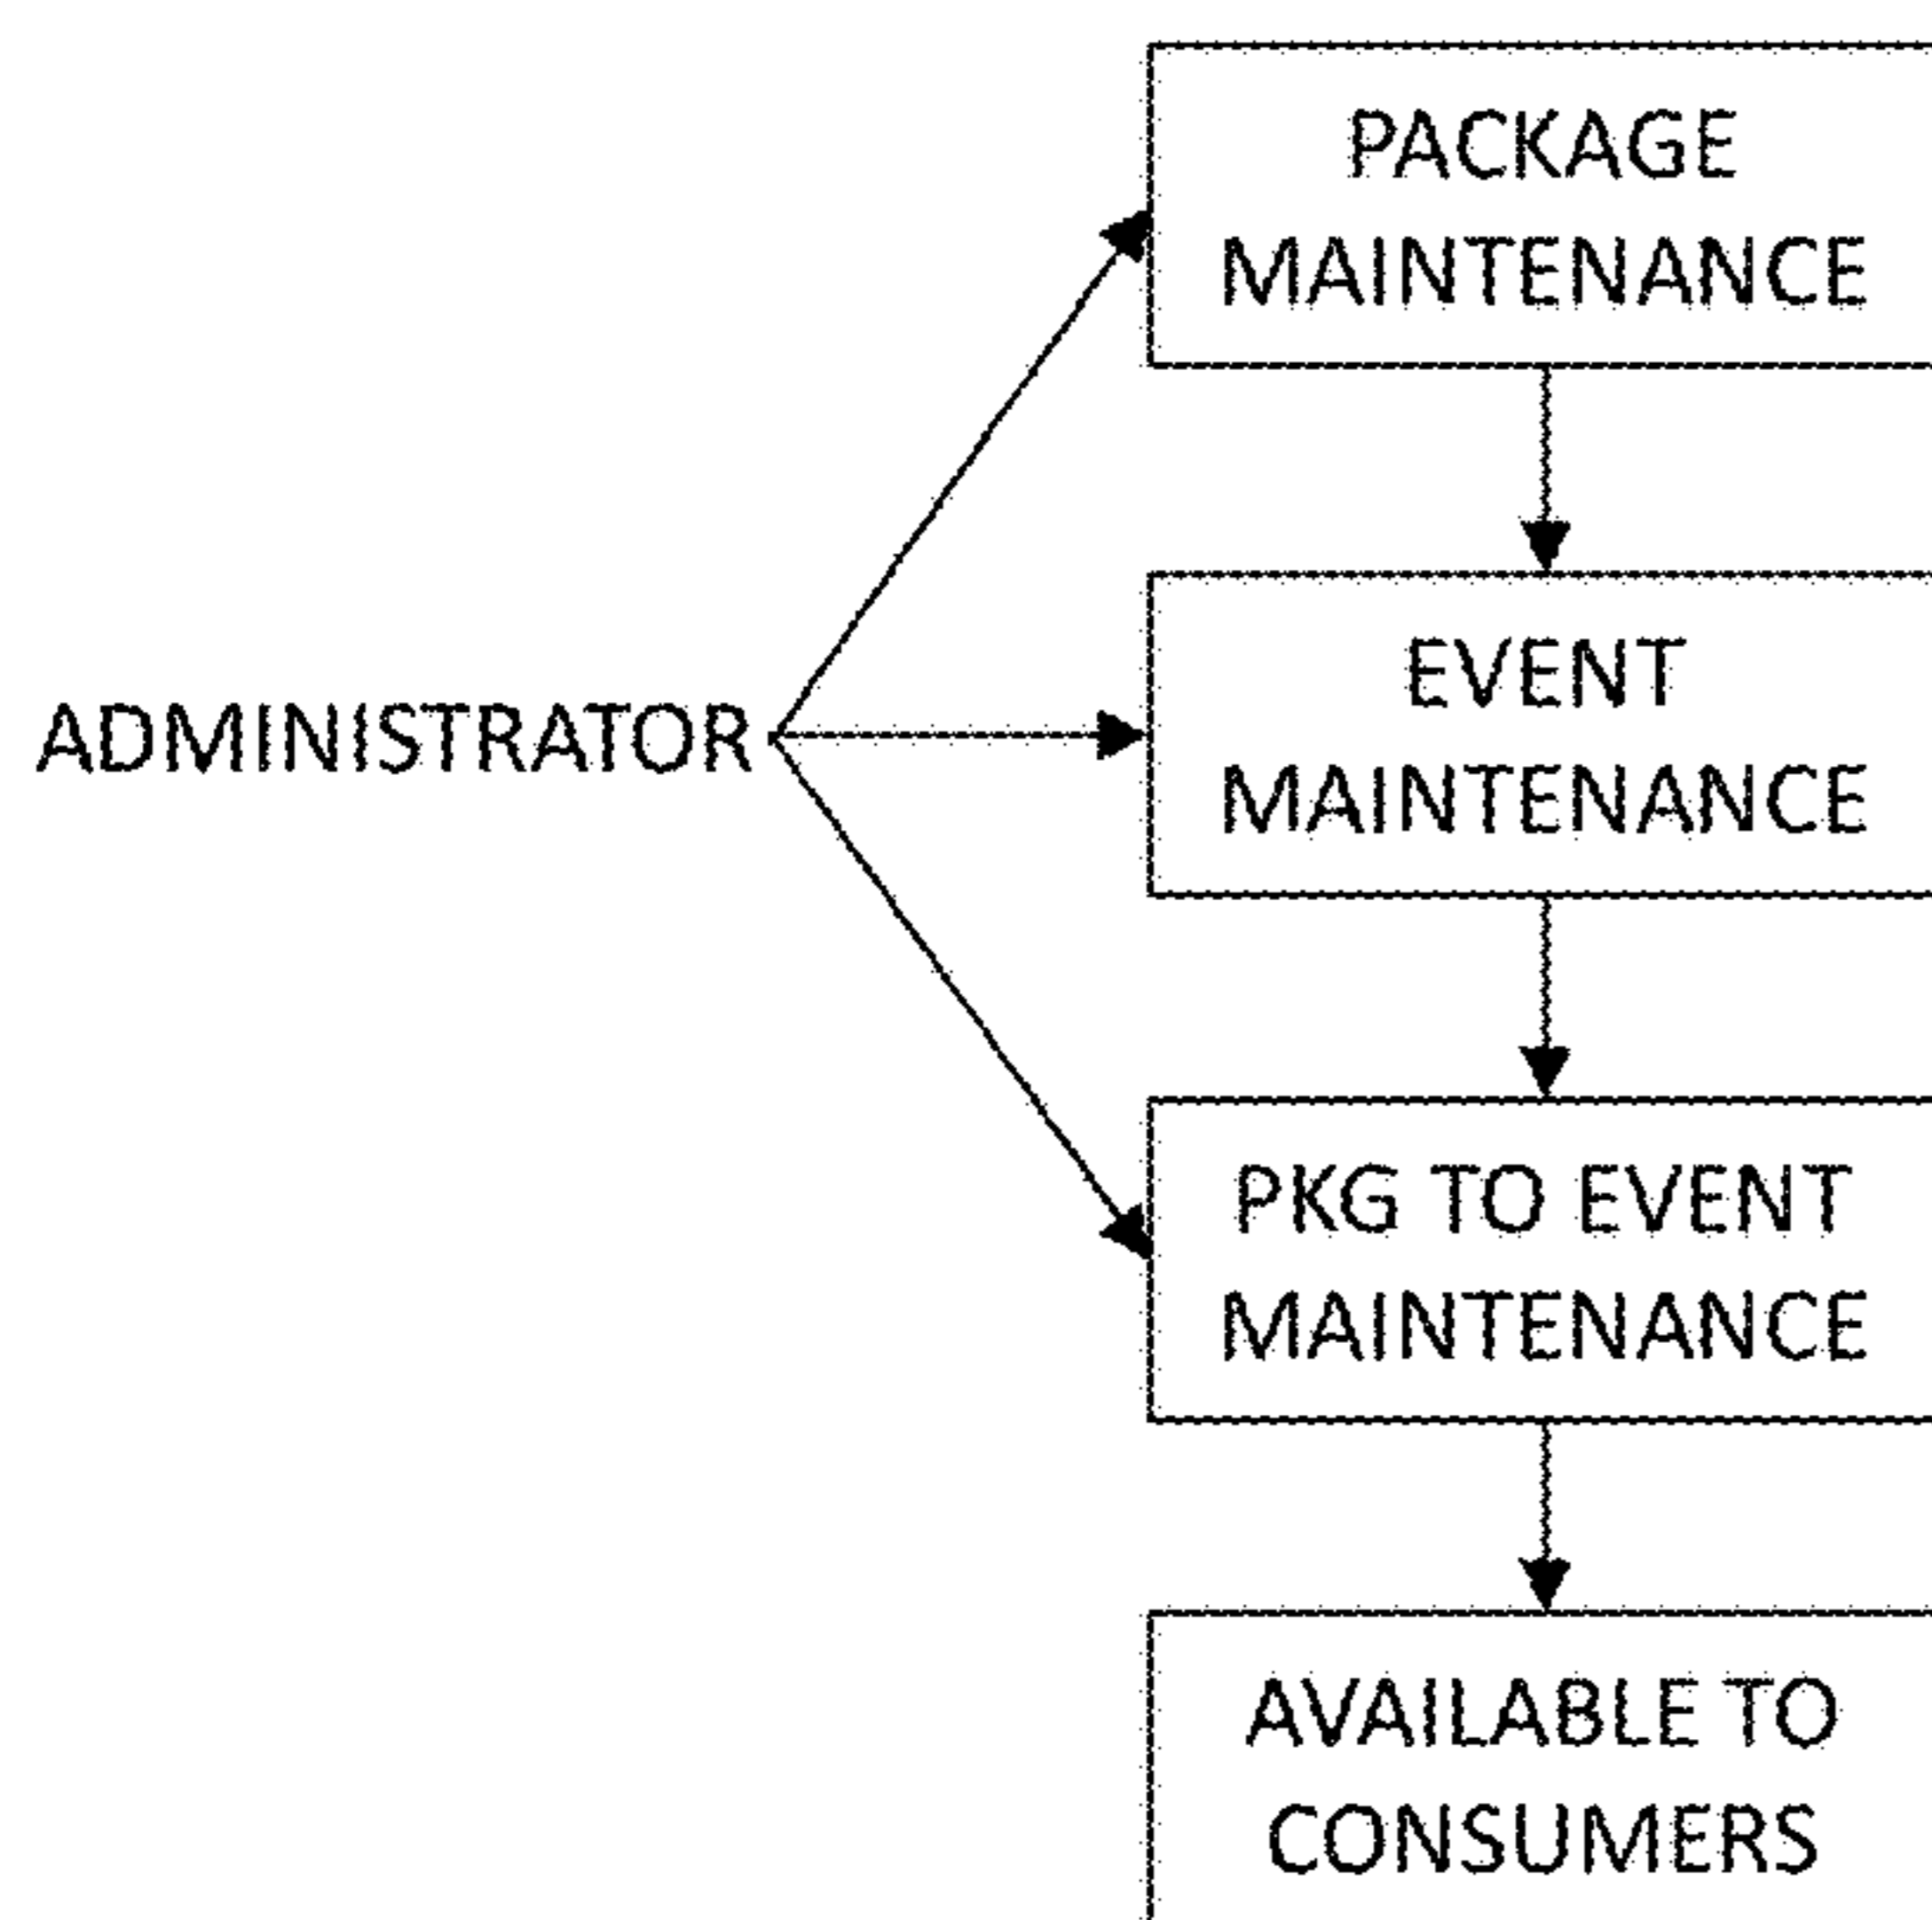 PACKAGE
MAINTENANCE
EVENT
MAINTENANCE
ADMINISTRATOR
PKG TO EVENT
MAINTENANCE
AVAILABLE TO
CONSUMERS